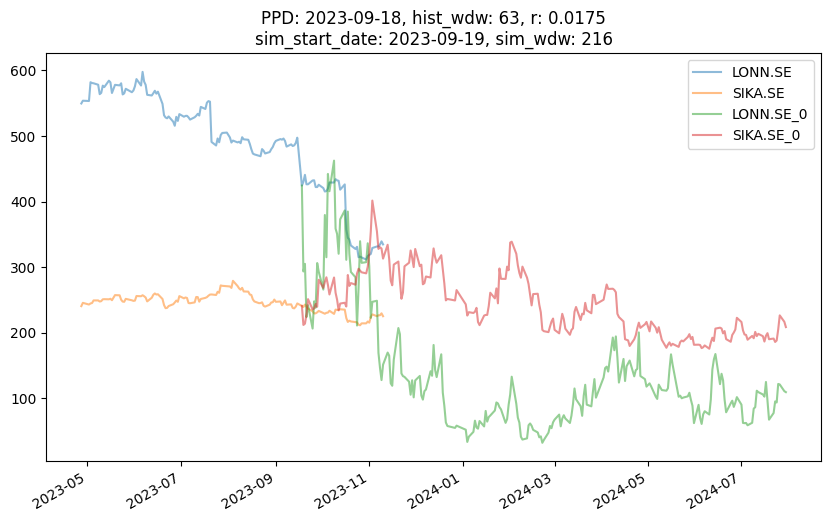 PPD: 2023-09-18, hist_wdw: 63, r: 0.0175
sim_start_date: 2023-09-19, sim_wdw: 216
LONN.SE
SIKA.SE
LONN.SE_0
SIKA.SE_0
600
500
400
300
200
100
2023-05
2023-07
2023-09
2023-11
2024-01
2024-03
2024-05
2024-07